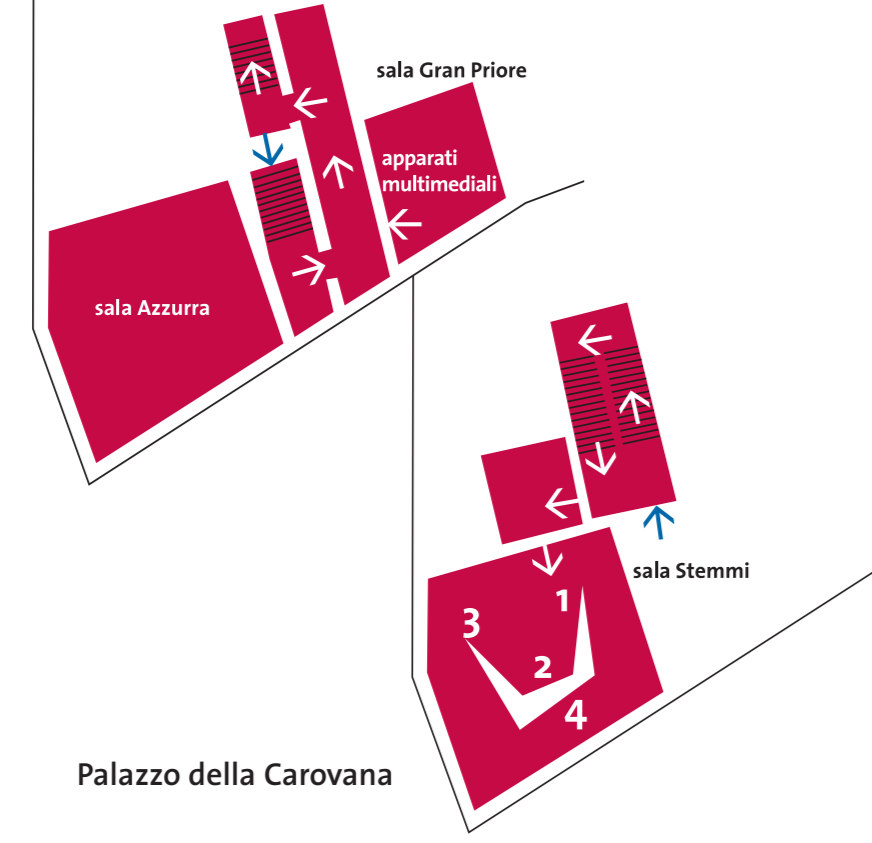 sala Gran Priore
apparati
multimediali
sala Azzurra
sala Stemmi
1
3
2
4
Palazzo della Carovana